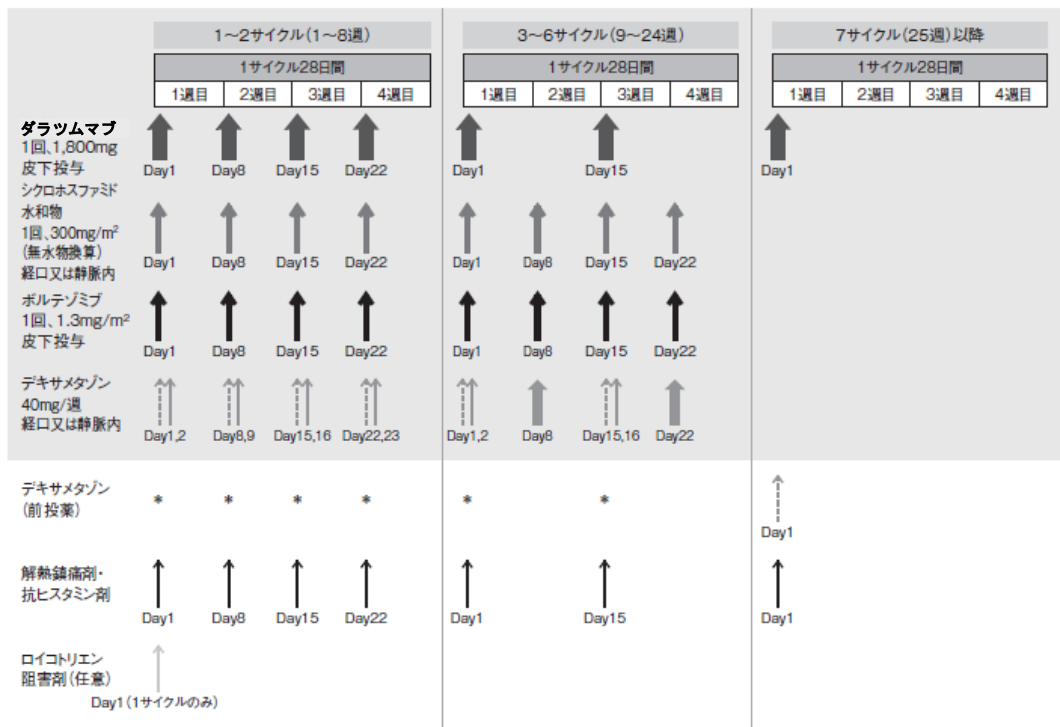 1～2サイクル(1～8週)
3～6サイクル(9～24週)
7サイクル(25週)以降
1サイクル28日間
1サイクル28日間
1サイクル28日間
1週目 2週目 3週目 4週目
1週目 2週目 3週目 4週目
1週目 2週目 3週目 4週目
ダラツムマブ
1回、1,800mg
皮下投与
Day1 Day8 Day15 Day22
Day1 Day15
Day1
シクロホスファミド
水和物
1回、300mg/m²
(無水物換算)
経口又は静脈内
Day1 Day8 Day15 Day22
Day1 Day8 Day15 Day22
ボルテゾミブ
1回、1.3mg/m²
皮下投与
Day1 Day8 Day15 Day22
Day1 Day8 Day15 Day22
デキサメタゾン
40mg/週
経口又は静脈内
Day1,2 Day8,9 Day15,16 Day22,23
Day1,2 Day8 Day15,16 Day22
デキサメタゾン
(前投薬)
* * * *
* *
Day1
解熱鎮痛剤・
抗ヒスタミン剤
Day1 Day8 Day15 Day22
Day1 Day15
Day1
ロイコトリエン
阻害剤(任意)
Day1(1サイクルのみ)